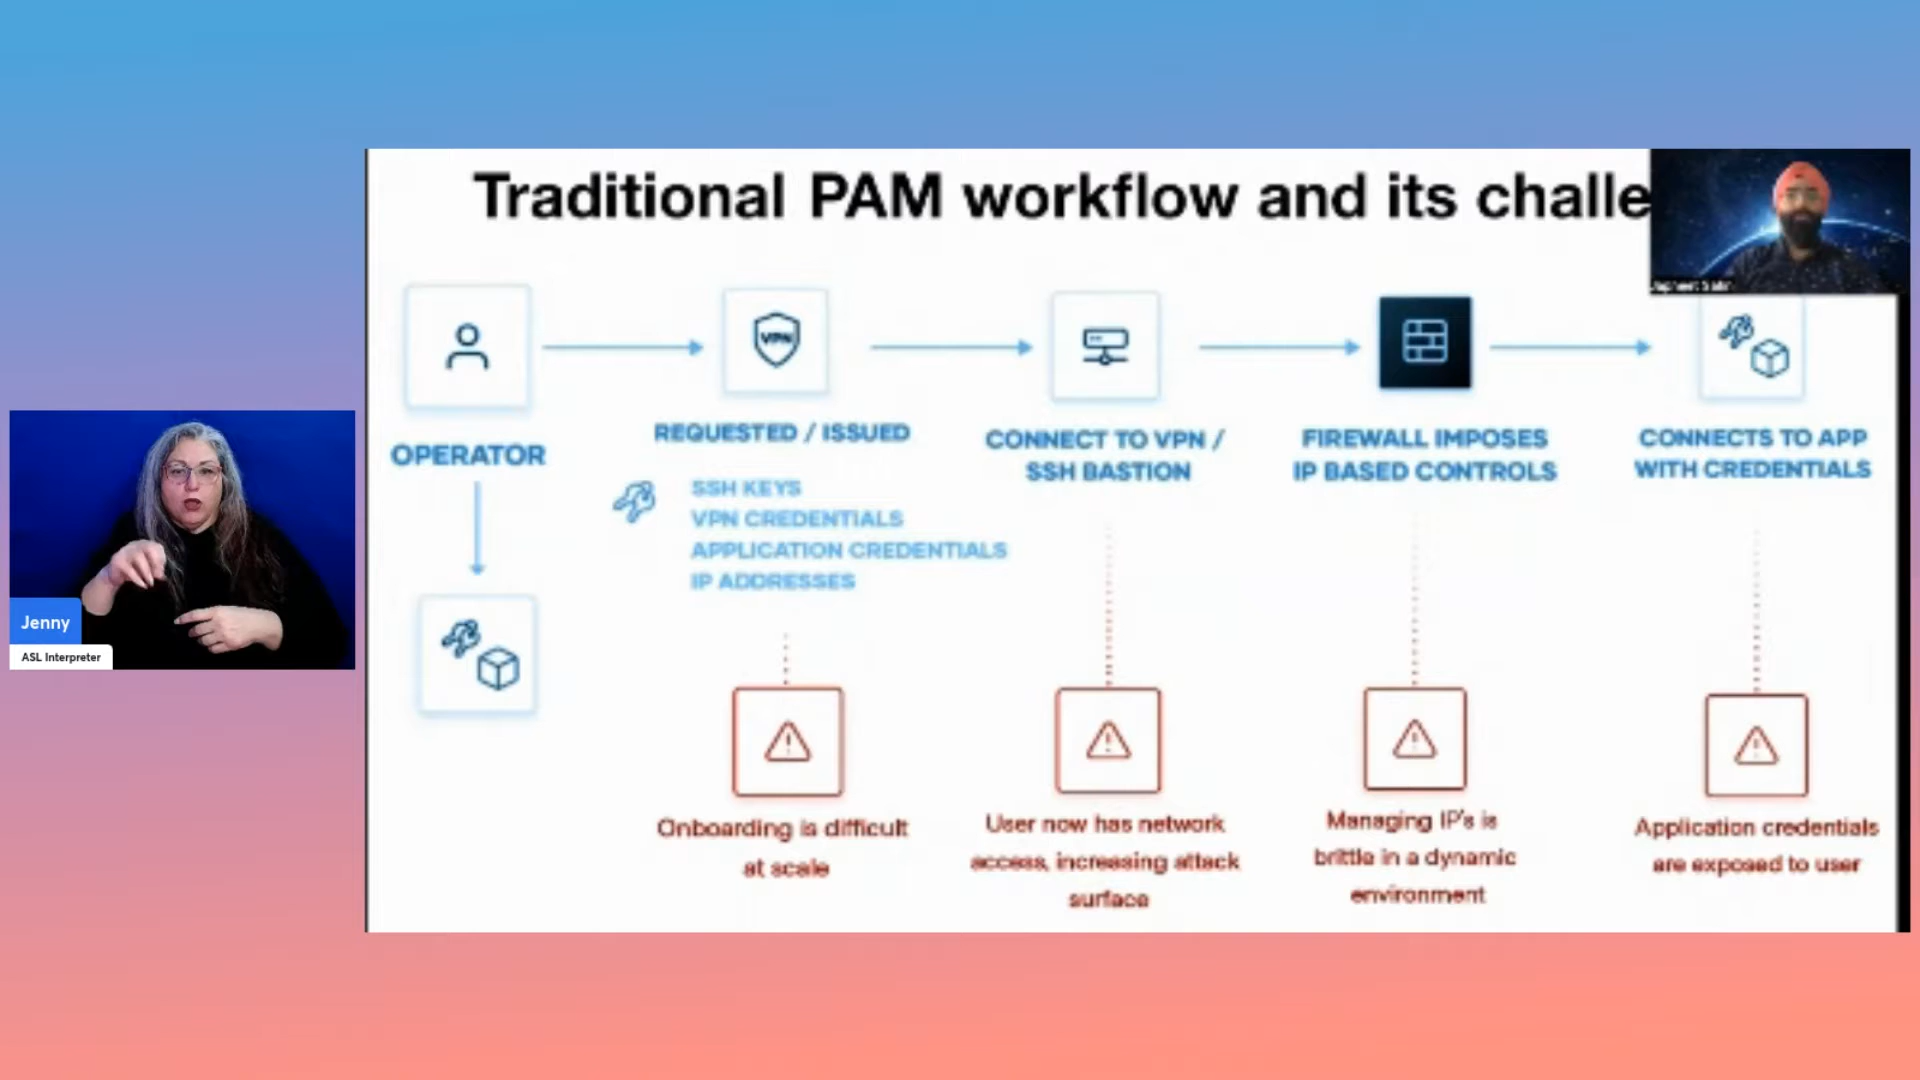 Traditional PAM workflow and its challe
VPN
OPERATOR
REQUESTED / ISSUED
SSH KEYS
VPN CREDENTIALS
APPLICATION CREDENTIALS
IP ADDRESSES
CONNECT TO VPN /
SSH BASTION
FIREWALL IMPOSES
IP BASED CONTROLS
CONNECTS TO APP
WITH CREDENTIALS
Onboarding is difficult
at scale
User now has network
access, increasing attack
surface
Managing IP's is
brittle in a dynamic
environment
Application credentials
are exposed to user
Jenny
ASL Interpreter